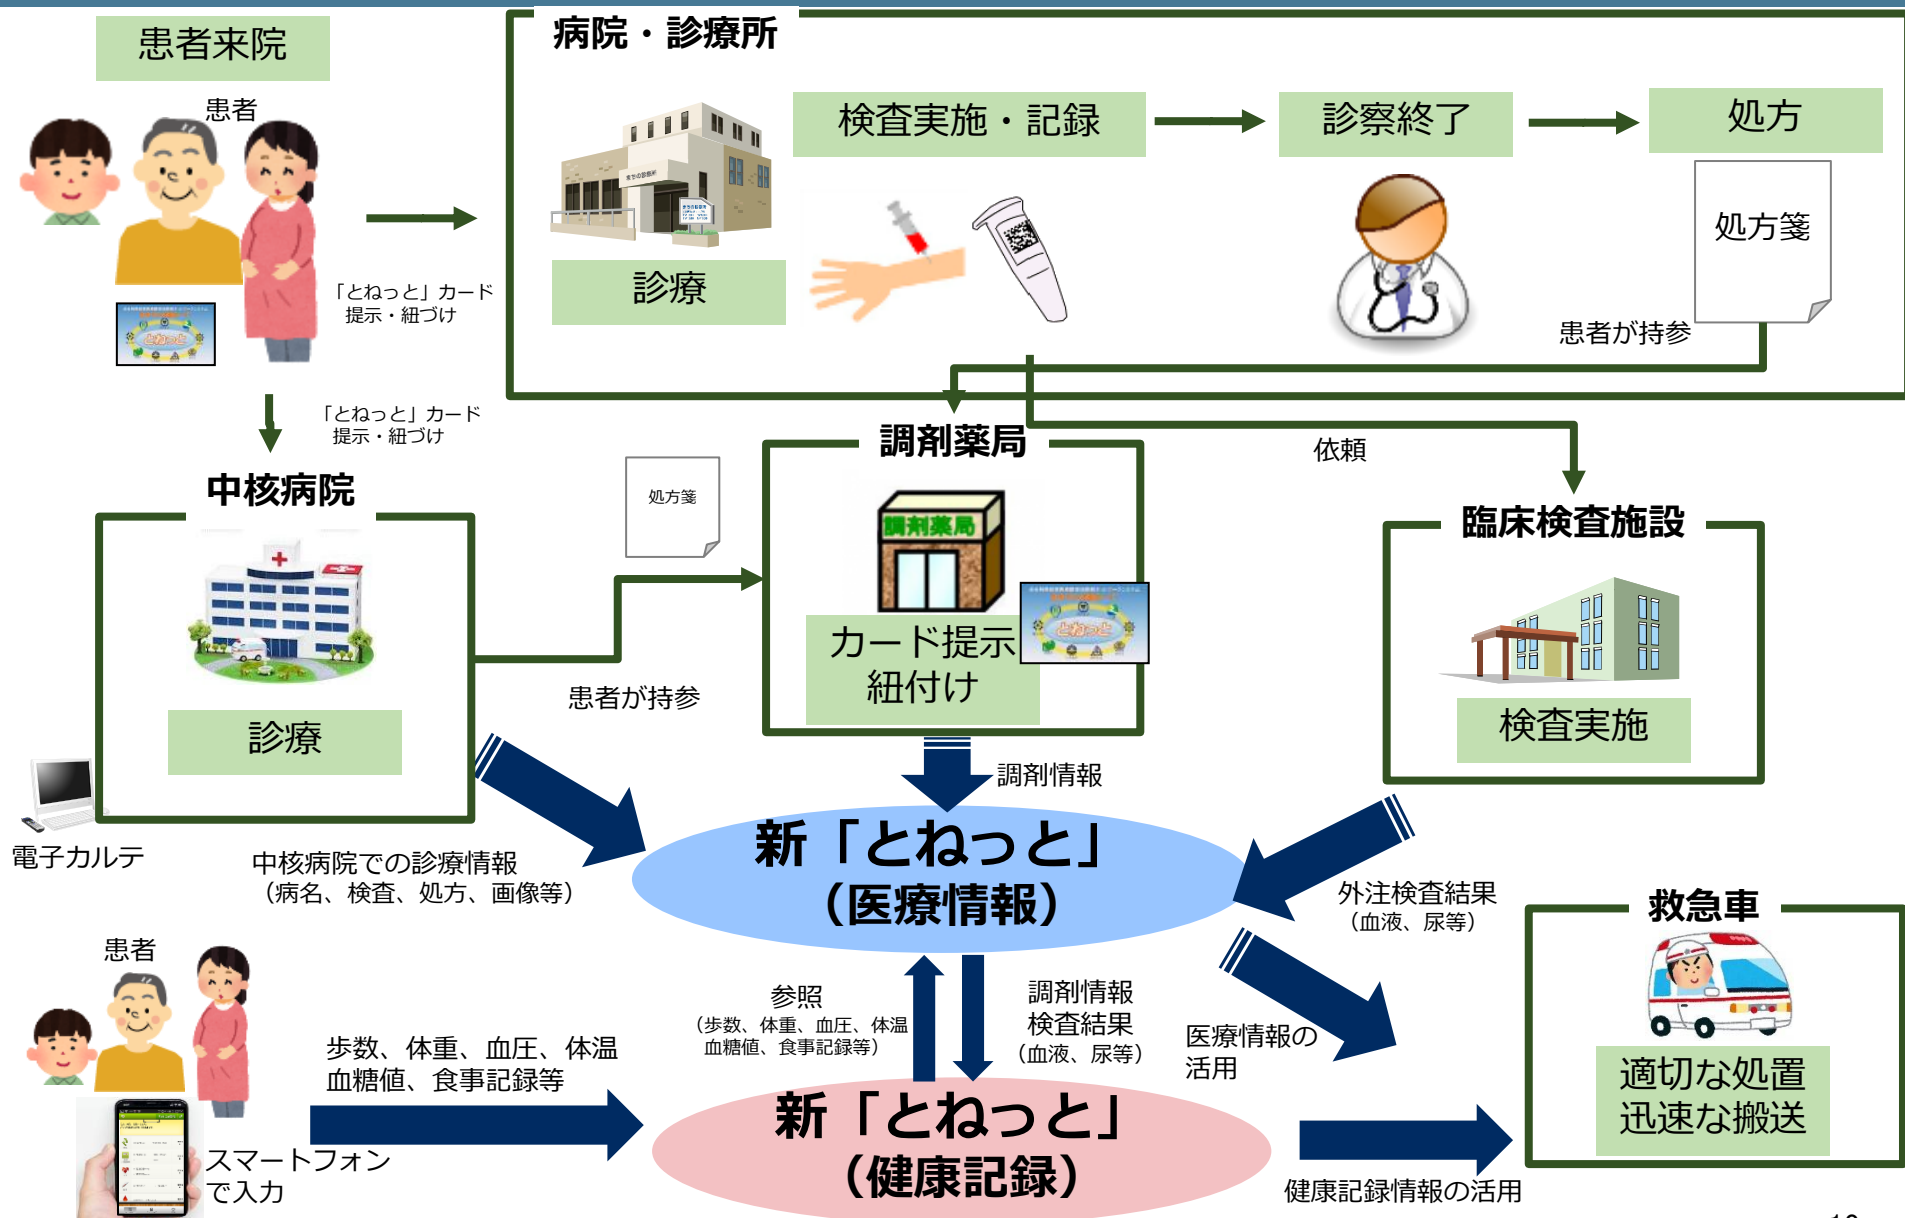 患者来院
患者
「とねっと」カード
提示・紐づけ
「とねっと」カード
提示・紐づけ
病院・診療所
診療
検査実施・記録
診察終了
処方
処方箋
患者が持参
依頼
中核病院
診療
電子カルテ
処方箋
患者が持参
調剤薬局
調剤薬局
カード提示
紐付け
とねっと
とねっと
臨床検査施設
検査実施
調剤情報
中核病院での診療情報
（病名、検査、処方、画像等）
新「とねっと」
（医療情報）
外注検査結果
（血液、尿等）
患者
歩数、体重、血圧、体温
血糖値、食事記録等
スマートフォン
で入力
参照
（歩数、体重、血圧、体温
血糖値、食事記録等）
調剤情報
検査結果
（血液、尿等）
医療情報の
活用
新「とねっと」
（健康記録）
健康記録情報の活用
救急車
適切な処置
迅速な搬送